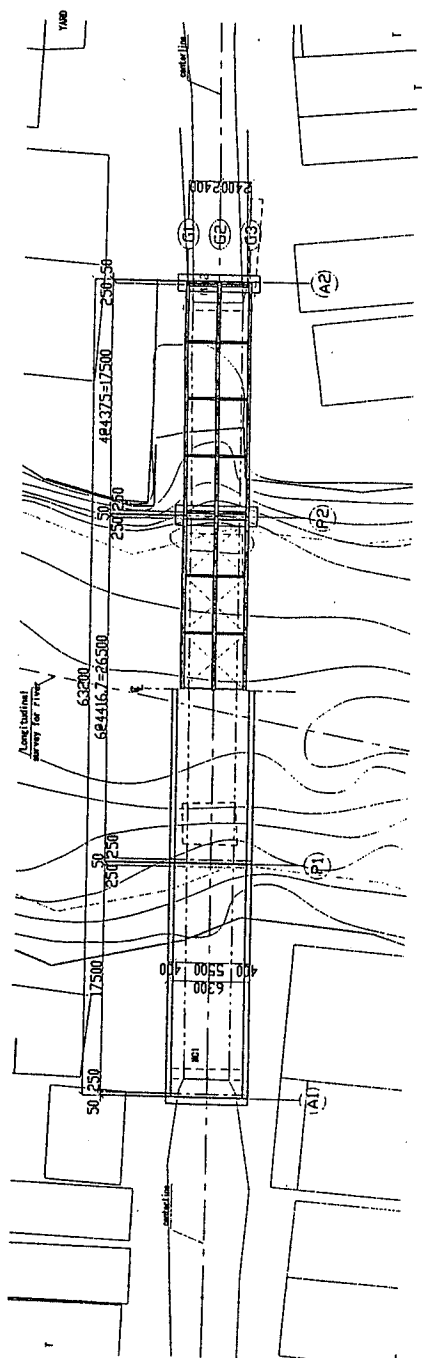 YARD
centerline
T
T
2400 2400
G1
G2
G3
(A2)
250 50
4@4375=17500
50
250 250
(P2)
63200
6@4416.7=26500
Longitudinal
survey for river
50
250 250
(P1)
17500
400
5500
6300
400
NO1
50 250
(A1)
centerline
T